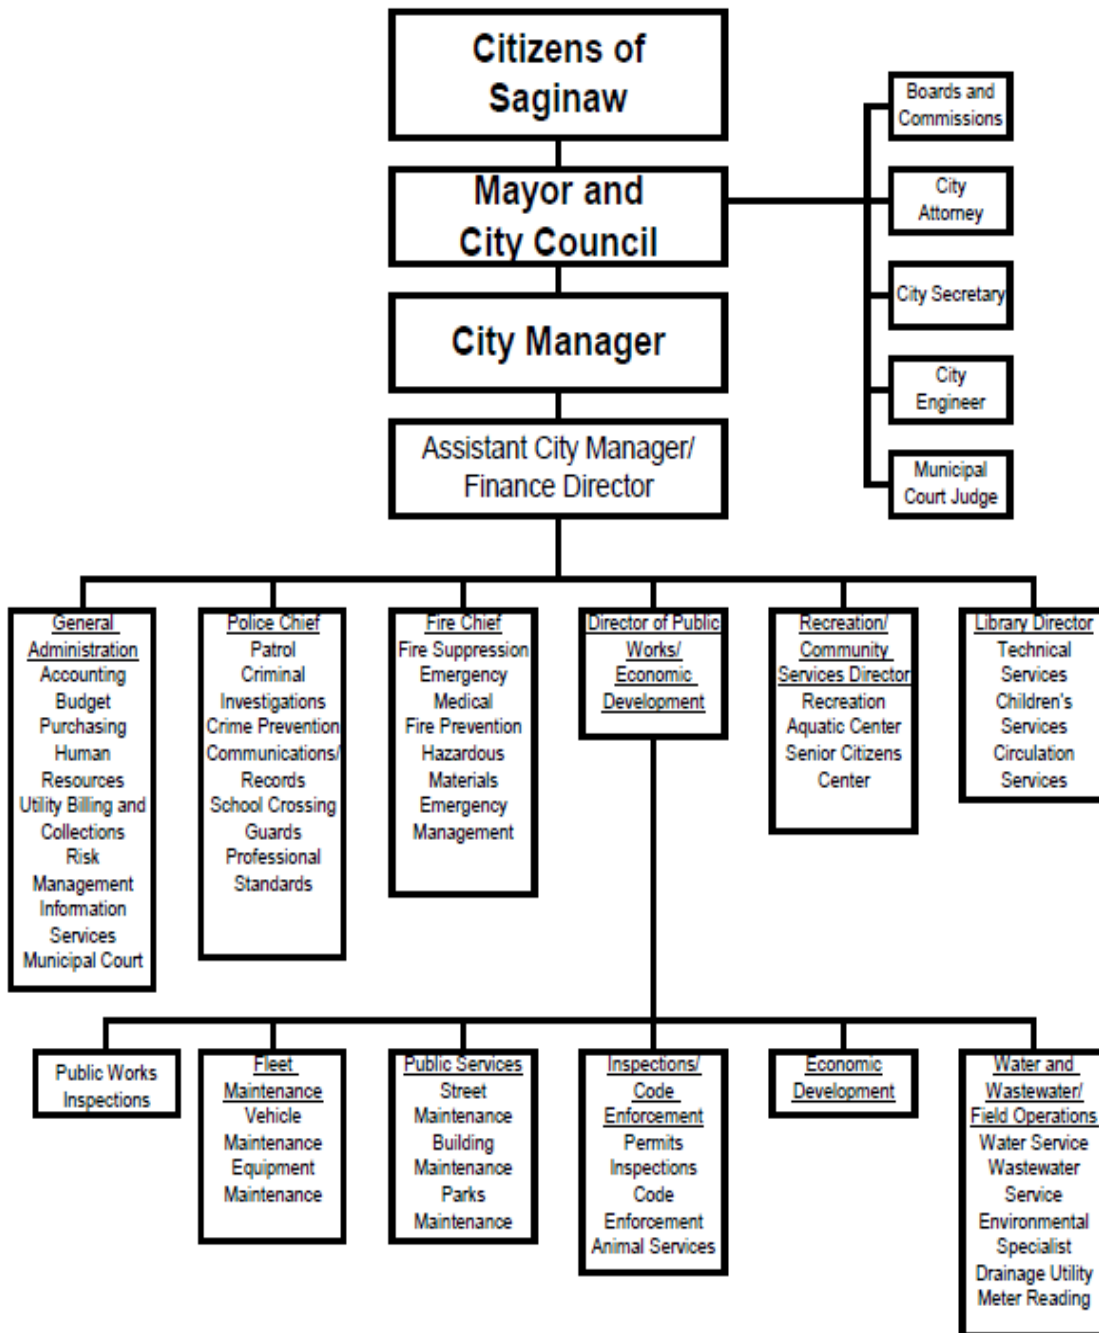 Citizens of
Saginaw
Mayor and
City Council
City Manager
Assistant City Manager/
Finance Director
Boards and
Commissions
City
Attorney
City Secretary
City
Engineer
Municipal
Court Judge
General
Administration
Accounting
Budget
Purchasing
Human
Resources
Utility Billing and
Collections
Risk
Management
Information
Services
Municipal Court
Police Chief
Patrol
Criminal
Investigations
Crime Prevention
Communications/
Records
School Crossing
Guards
Professional
Standards
Fire Chief
Fire Suppression
Emergency
Medical
Fire Prevention
Hazardous
Materials
Emergency
Management
Director of Public
Works/
Economic
Development
Recreation/
Community
Services Director
Recreation
Aquatic Center
Senior Citizens
Center
Library Director
Technical
Services
Children's
Services
Circulation
Services
Public Works
Inspections
Fleet
Maintenance
Vehicle
Maintenance
Equipment
Maintenance
Public Services
Street
Maintenance
Building
Maintenance
Parks
Maintenance
Inspections/
Code
Enforcement
Permits
Inspections
Code
Enforcement
Animal Services
Economic
Development
Water and
Wastewater/
Field Operations
Water Service
Wastewater
Service
Environmental
Specialist
Drainage Utility
Meter Reading